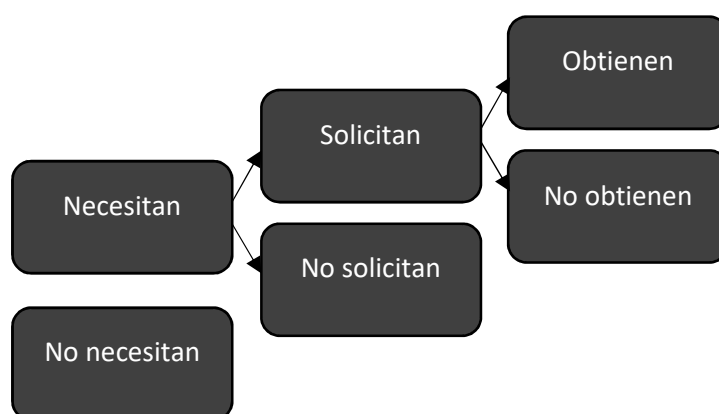 Obtienen
Solicitan
No obtienen
Necesitan
No solicitan
No necesitan